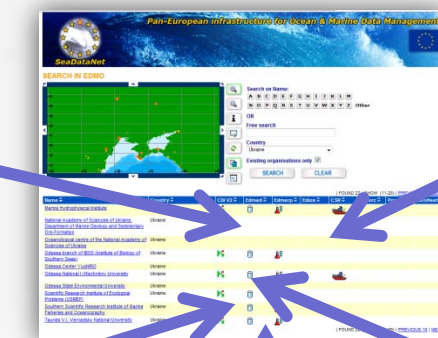 Pan-European infrastructure for Ocean & Marine Data Management
SeaDataNet
SEARCH IN EDMO
Search on Name:
A B C D E F G H I J K L M
N O P Q R S T U V W X Y Z Other
OR
Free search
Country
Ukraine
Existing organisations only
SEARCH CLEAR
Name Country CDI V3 Edmed Edmerp Edios CSR
Marine Hydrophysical Institute Ukraine
National Academy of Sciences of Ukraine, Ukraine
Department of Marine Geology and Sedimentary
Ore-Formation
Oceanological centre of the National Academy of Ukraine
Sciences of Ukraine
Odessa branch of IBSS (Institute of Biology of Ukraine
Southern Seas)
Odessa Center YugNIRO Ukraine
Odessa National I.I.Mechnikov University Ukraine
Odessa State Environmental University Ukraine
Scientific Research Institute of Ecological Ukraine
Problems (USRIEP)
Southern Scientific Research Institute of Marine Ukraine
Fisheries and Oceanography
Taurida V.I. Vernadsky National University Ukraine
PREVIOUS 10